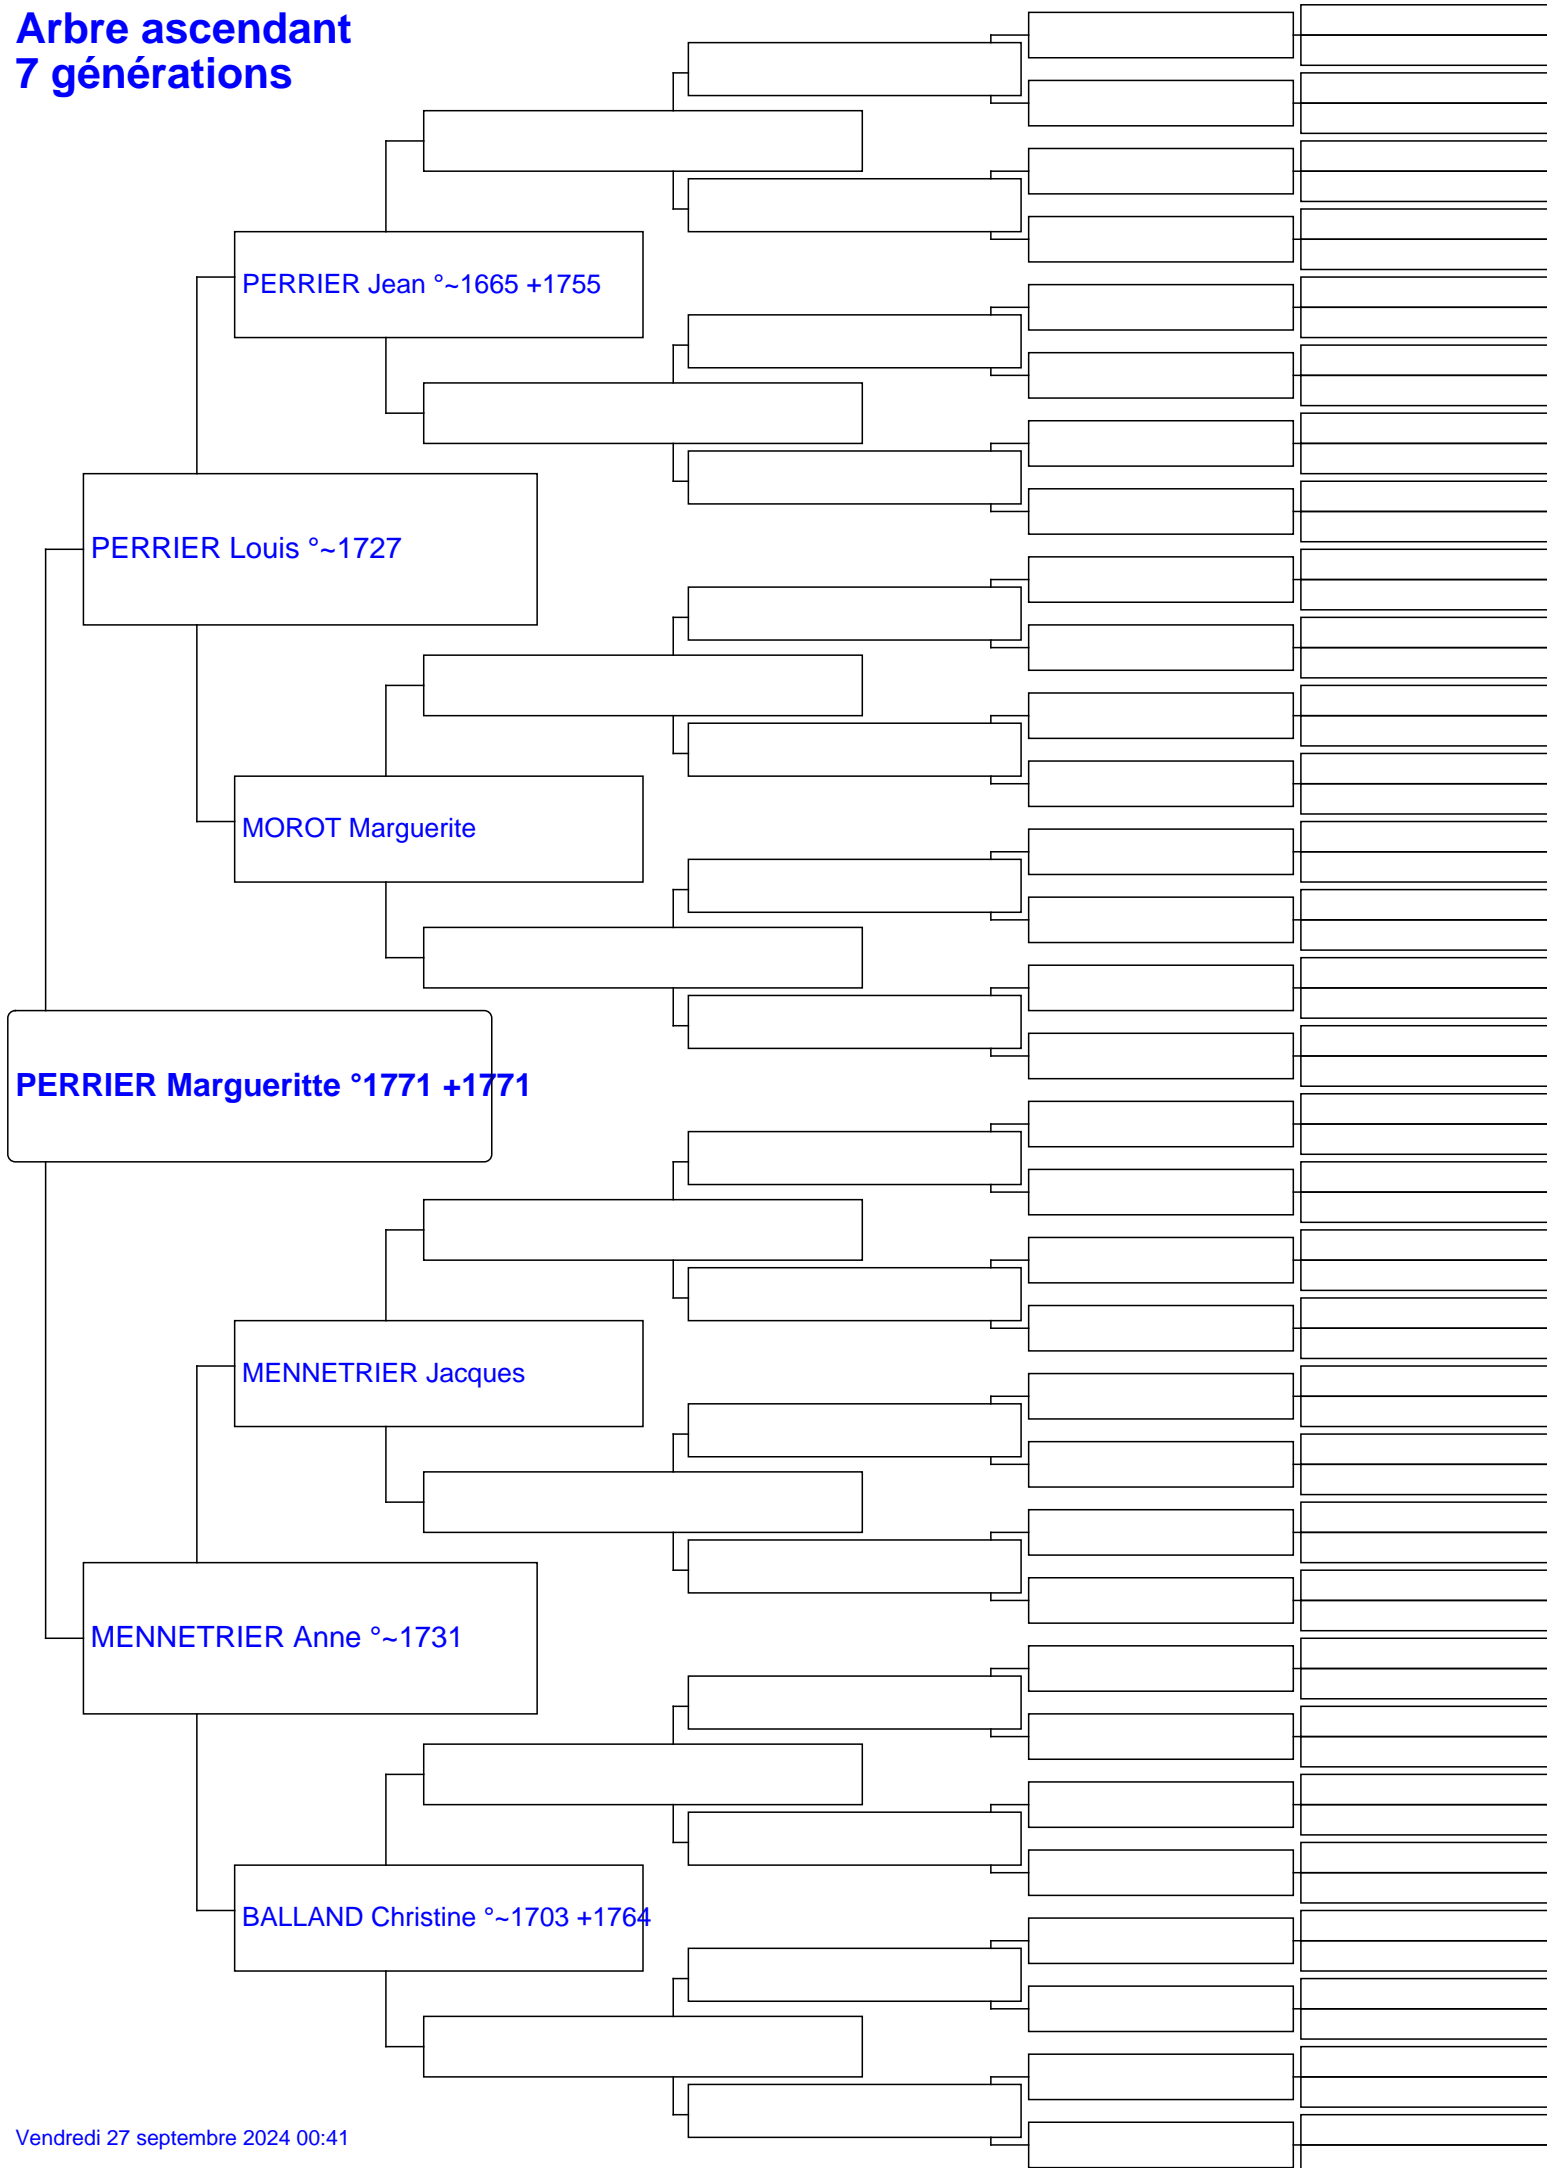 Arbre ascendant
7 générations
PERRIER Jean °~1665 +1755
PERRIER Louis °~1727
MOROT Marguerite
PERRIER Margueritte °1771 +1771
MENNETRIER Jacques
MENNETRIER Anne °~1731
BALLAND Christine °~1703 +1764
Vendredi 27 septembre 2024 00:41